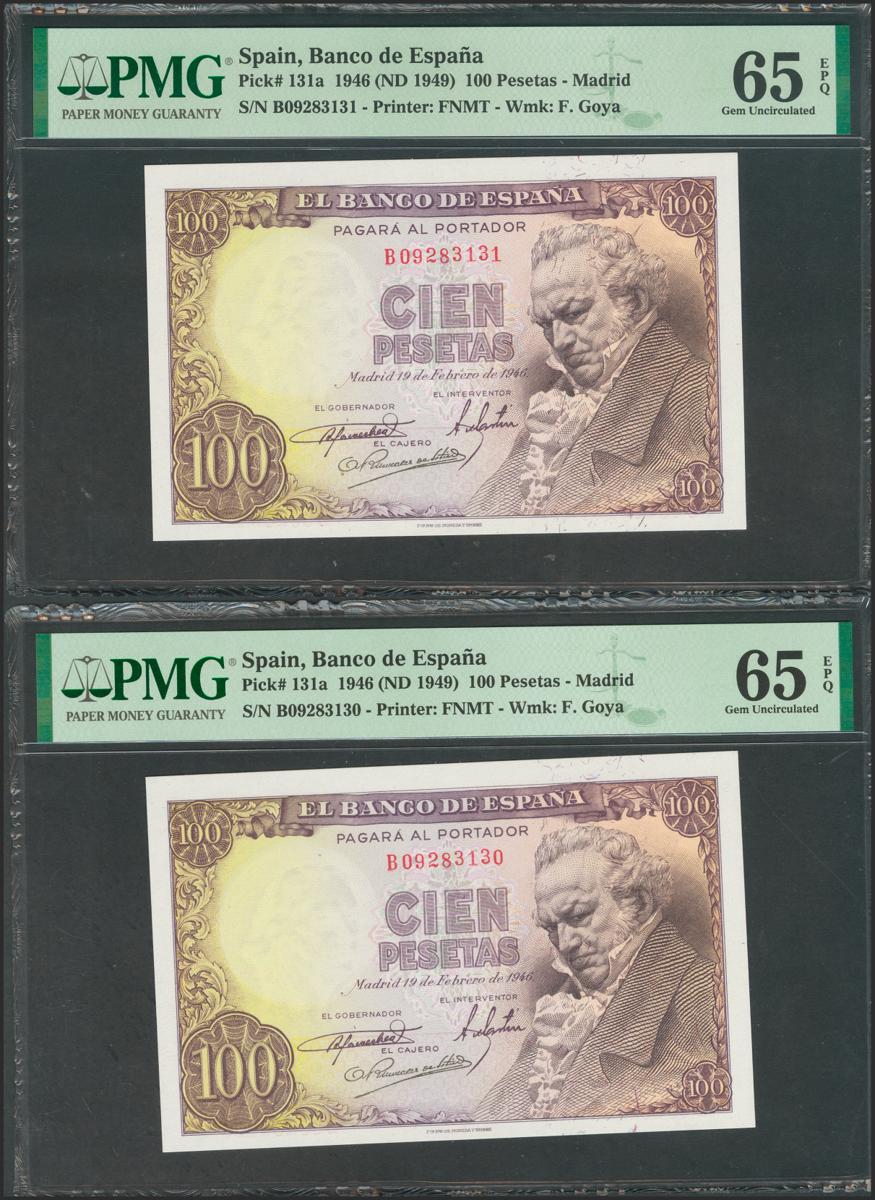 PMG®
PAPER MONEY GUARANTY
Spain, Banco de España
Pick# 131a 1946 (ND 1949) 100 Pesetas - Madrid
S/N B09283131 - Printer: FNMT - Wmk: F. Goya
65 EPQ
Gem Uncirculated
100 EL BANCO DE ESPAÑA 100
PAGARÁ AL PORTADOR
B09283131
CIEN
PESETAS
Madrid 19 de Febrero de 1946
EL INTERVENTOR
EL GOBERNADOR
EL CAJERO
100 100
PMG®
PAPER MONEY GUARANTY
Spain, Banco de España
Pick# 131a 1946 (ND 1949) 100 Pesetas - Madrid
S/N B09283130 - Printer: FNMT - Wmk: F. Goya
65 EPQ
Gem Uncirculated
100 EL BANCO DE ESPAÑA 100
PAGARÁ AL PORTADOR
B09283130
CIEN
PESETAS
Madrid 19 de Febrero de 1946
EL INTERVENTOR
EL GOBERNADOR
EL CAJERO
100 100